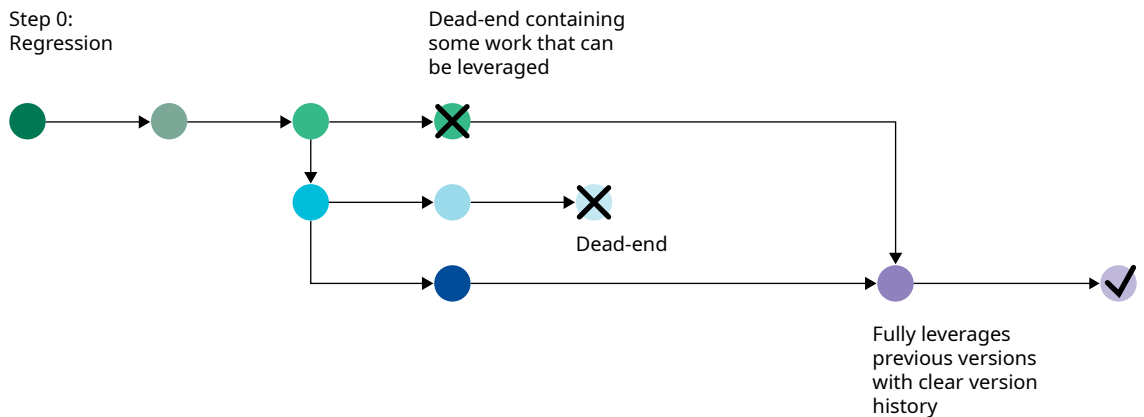 Step 0:
Regression
Dead-end containing
some work that can
be leveraged
Dead-end
Fully leverages
previous versions
with clear version
history